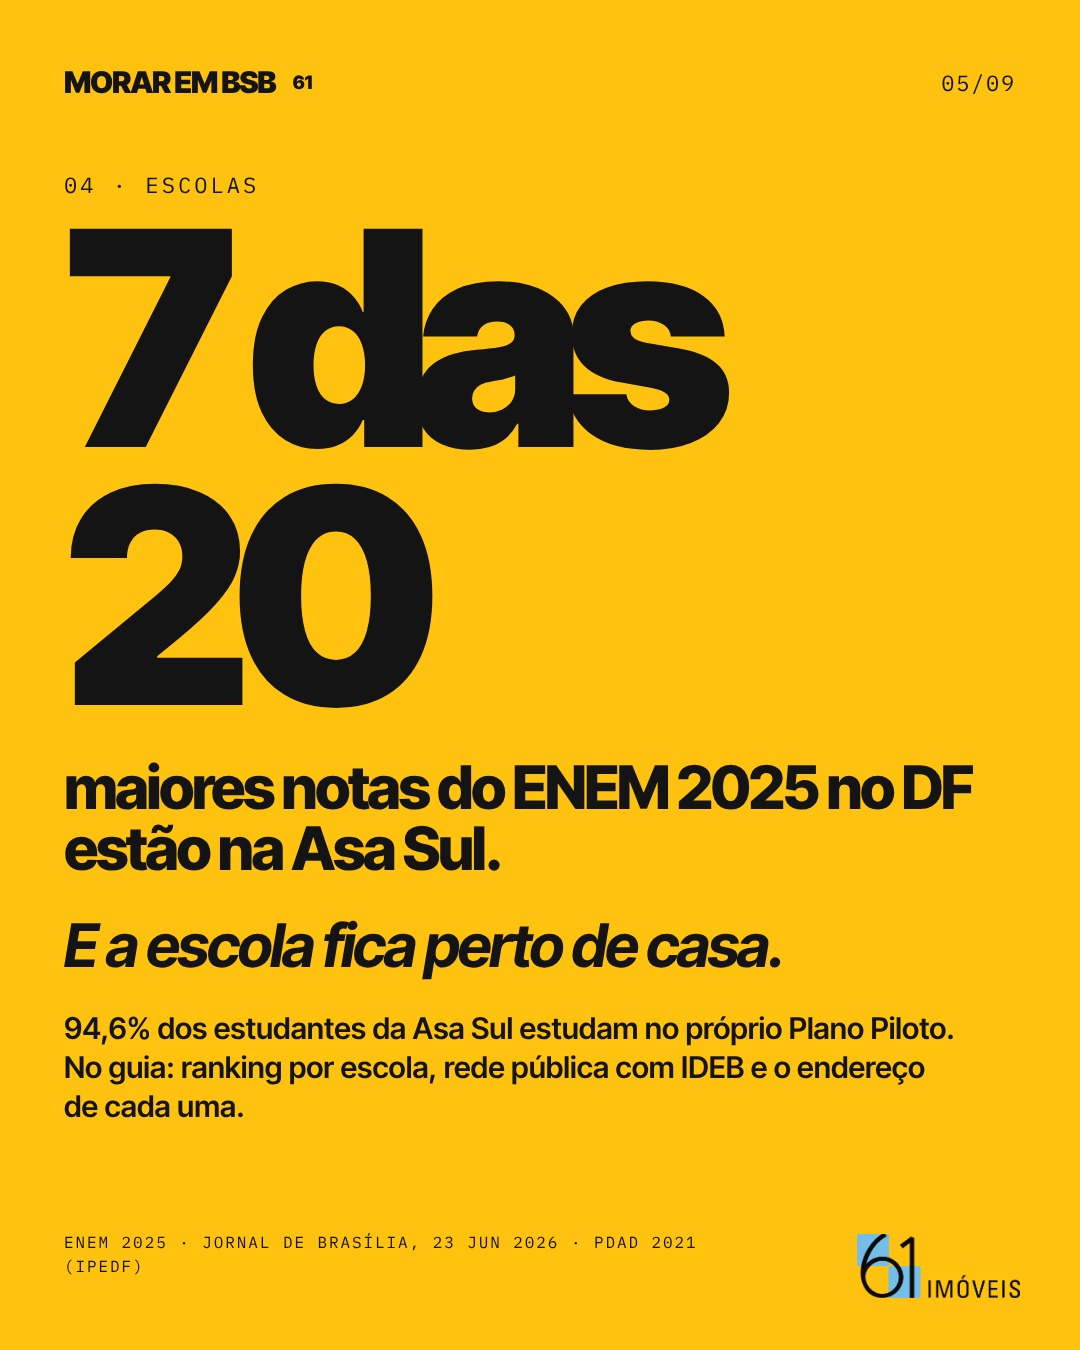 MORAR EM BSB 61
05/09
04 · ESCOLAS
7 das
20
maiores notas do ENEM 2025 no DF
estão na Asa Sul.
E a escola fica perto de casa.
94,6% dos estudantes da Asa Sul estudam no próprio Plano Piloto.
No guia: ranking por escola, rede pública com IDEB e o endereço
de cada uma.
ENEM 2025 · JORNAL DE BRASÍLIA, 23 JUN 2026 · PDAD 2021
(IPEDF)
61 IMÓVEIS